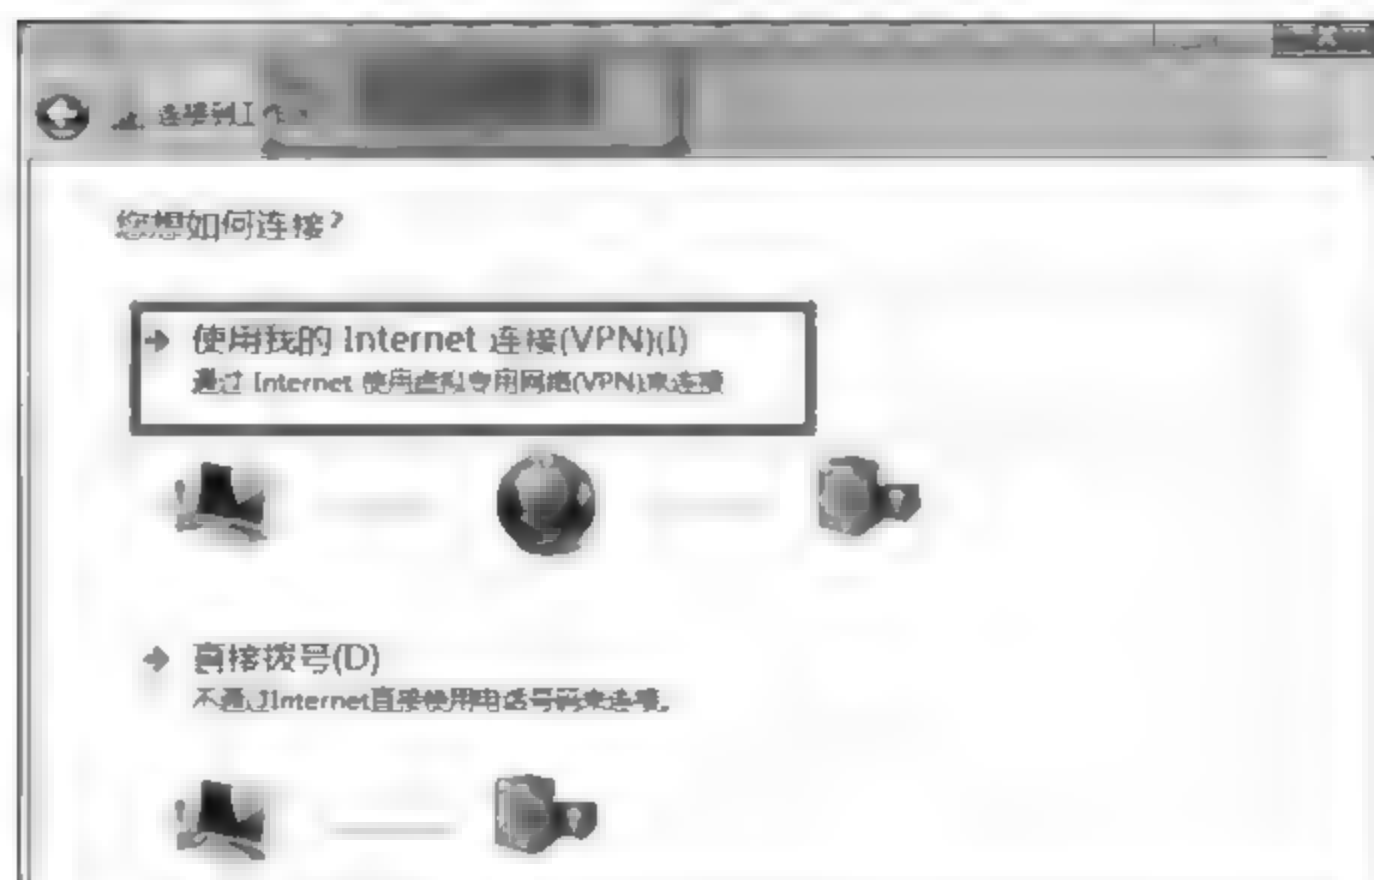 连接到工作
您想如何连接?
使用我的 Internet 连接(VPN)(I)
通过 Internet 使用虚拟专用网络(VPN)来连接
直接拨号(D)
不通过Internet直接使用电话号码来连接。